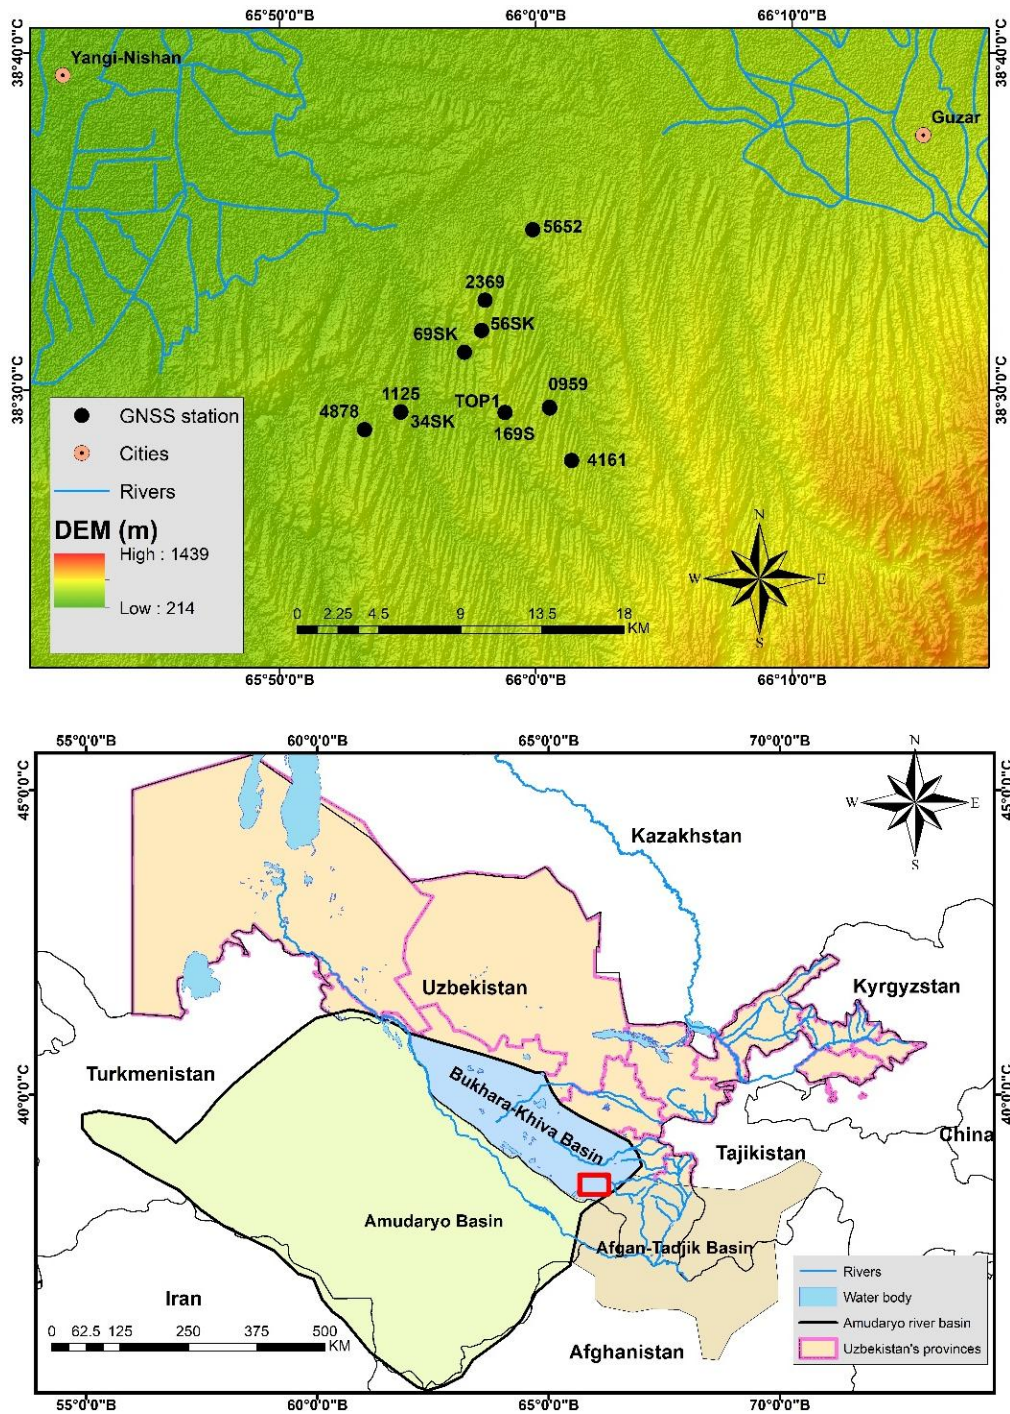 65°50'0"B 66°0'0"B 66°10'0"B
38°40'0"C
38°40'0"C
Yangi-Nishan
Guzar
5652
2369
56SK
69SK
38°30'0"C
38°30'0"C
0959
1125
TOP1
4878
34SK
169S
4161
GNSS station
Cities
Rivers
DEM (m)
High : 1439
Low : 214
N
W E
S
0 2.25 4.5 9 13.5 18
KM
65°50'0"B 66°0'0"B 66°10'0"B
55°0'0"B 60°0'0"B 65°0'0"B 70°0'0"B
45°0'0"C
45°0'0"C
N
W E
S
Kazakhstan
Uzbekistan
Kyrgyzstan
Turkmenistan
40°0'0"C
40°0'0"C
Bukhara-Khiva Basin
China
Tajikistan
Amudaryo Basin
Afgan-Tadjik Basin
Iran
Afghanistan
Rivers
Water body
Amudaryo river basin
Uzbekistan's provinces
0 62.5 125 250 375 500
KM
55°0'0"B 60°0'0"B 65°0'0"B 70°0'0"B